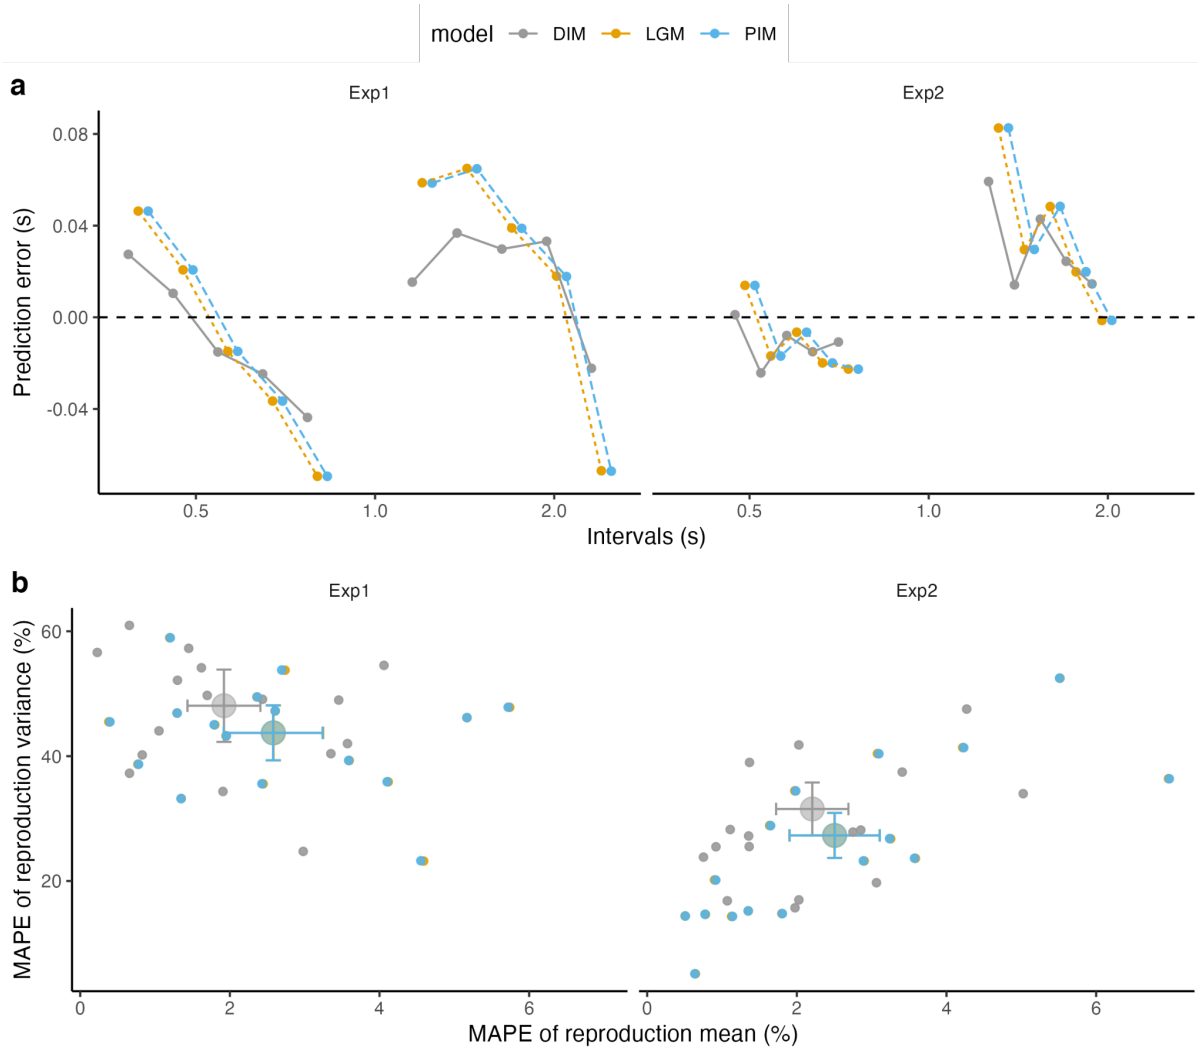 model DIM LGM PIM
a
Exp1 Exp2
Prediction error (s)
0.08
0.04
0.00
-0.04
0.5 1.0 2.0 0.5 1.0 2.0
Intervals (s)
b
Exp1 Exp2
MAPE of reproduction variance (%)
60
40
20
0 2 4 6 0 2 4 6
MAPE of reproduction mean (%)